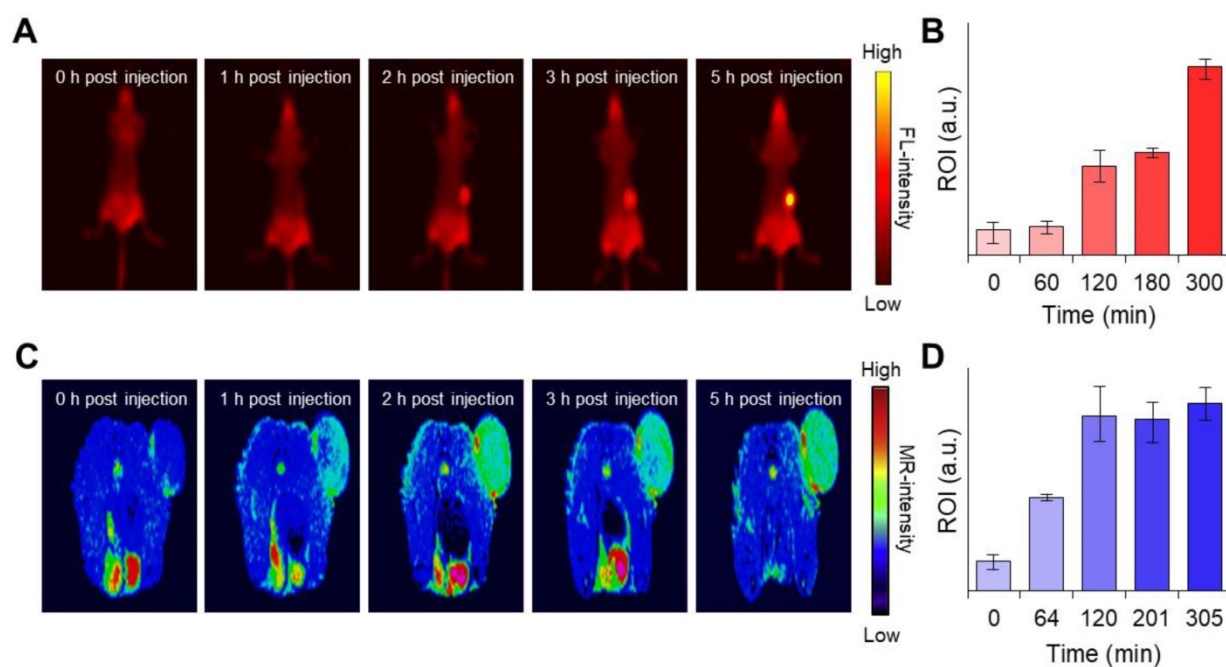 A
0 h post injection
1 h post injection
2 h post injection
3 h post injection
5 h post injection
High
FL-intensity
Low
B
ROI (a.u.)
0 60 120 180 300
Time (min)
C
0 h post injection
1 h post injection
2 h post injection
3 h post injection
5 h post injection
High
MR-intensity
Low
D
ROI (a.u.)
0 64 120 201 305
Time (min)